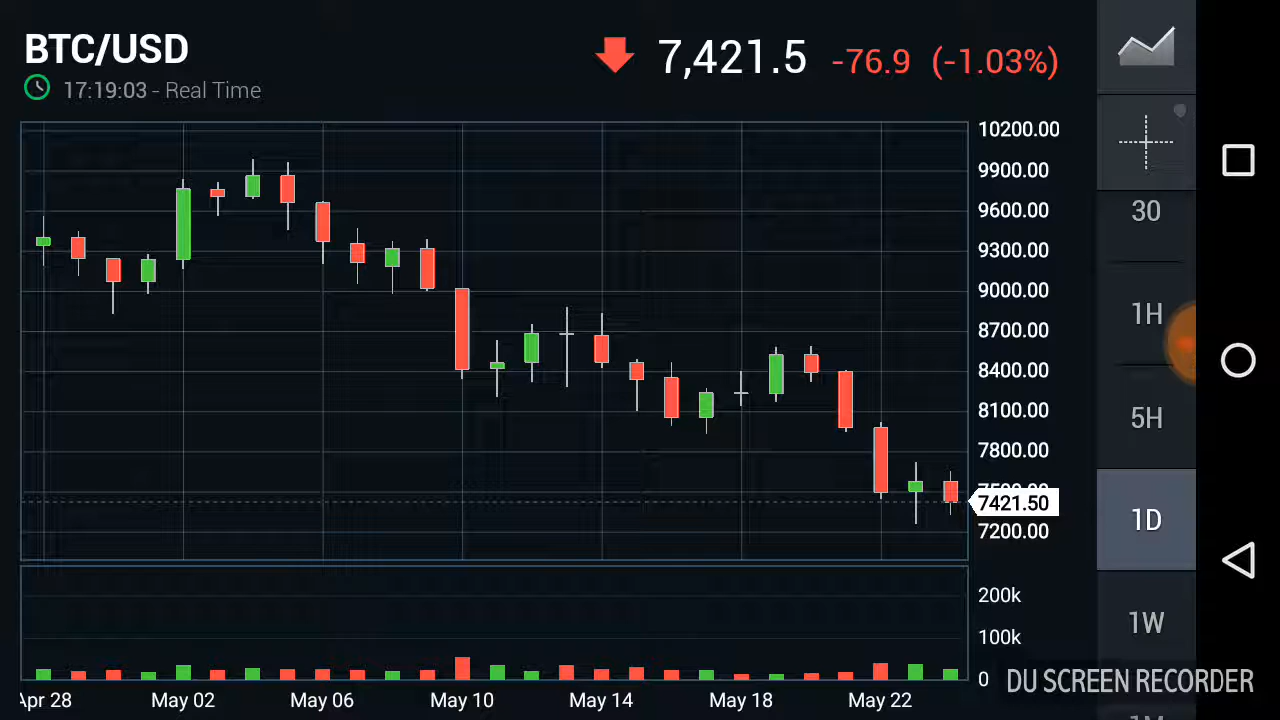 BTC/USD
7,421.5 -76.9 (-1.03%)
17:19:03 - Real Time
10200.00
9900.00
9600.00
9300.00
9000.00
8700.00
8400.00
8100.00
7800.00
7421.50
7200.00
200k
100k
0
Apr 28 May 02 May 06 May 10 May 14 May 18 May 22
30
1H
5H
1D
1W
DU SCREEN RECORDER